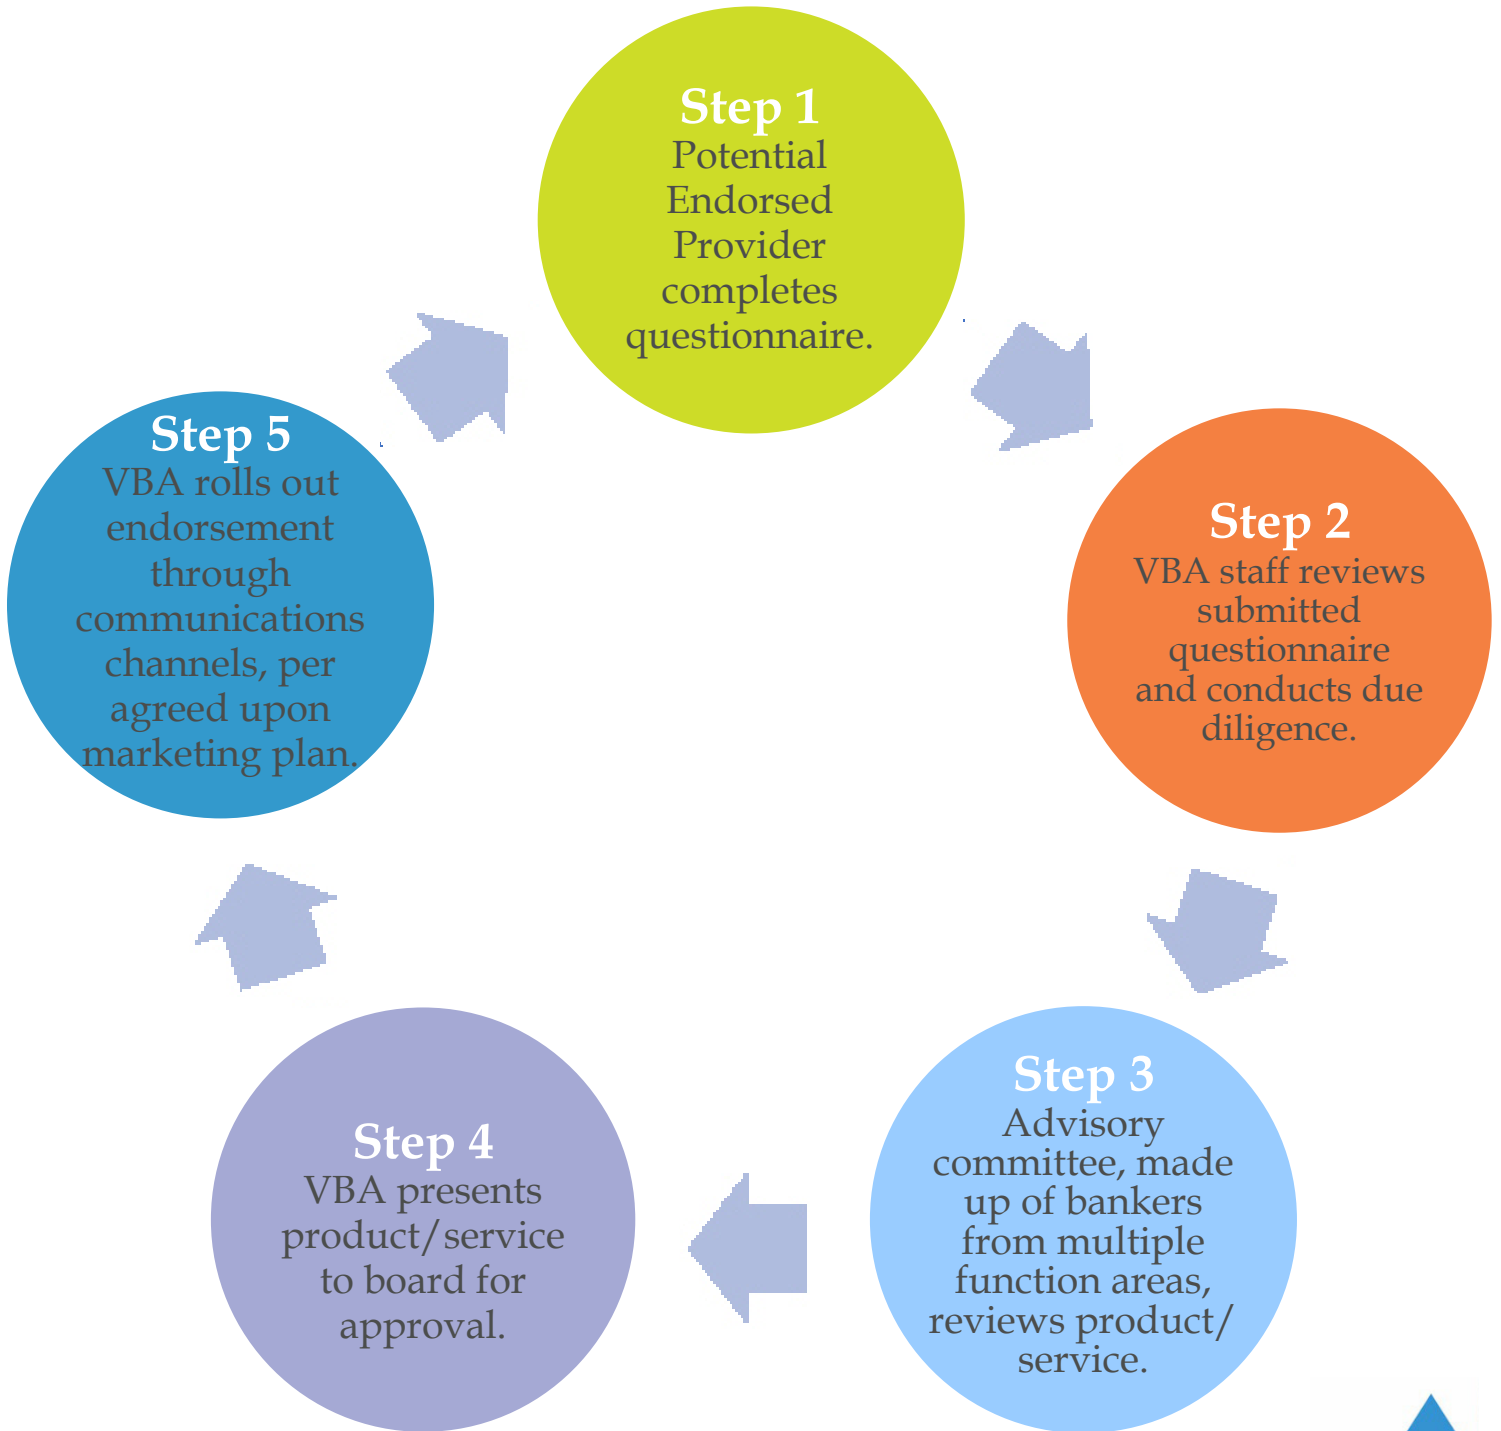 Step 1
Potential
Endorsed
Provider
completes
questionnaire.
Step 2
VBA staff reviews
submitted
questionnaire
and conducts due
diligence.
Step 3
Advisory
committee, made
up of bankers
from multiple
function areas,
reviews product/
service.
Step 4
VBA presents
product/service
to board for
approval.
Step 5
VBA rolls out
endorsement
through
communications
channels, per
agreed upon
marketing plan.